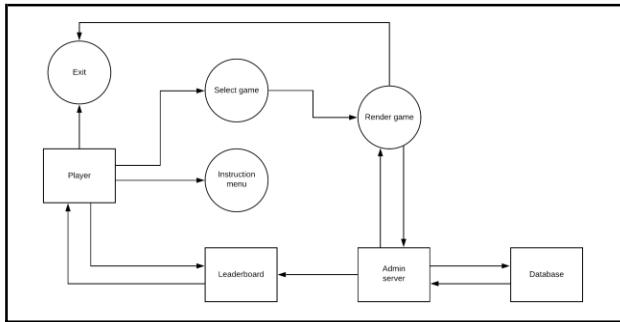 Exit
Select game
Render game
Player
Instruction
menu
Leaderboard
Admin
server
Database